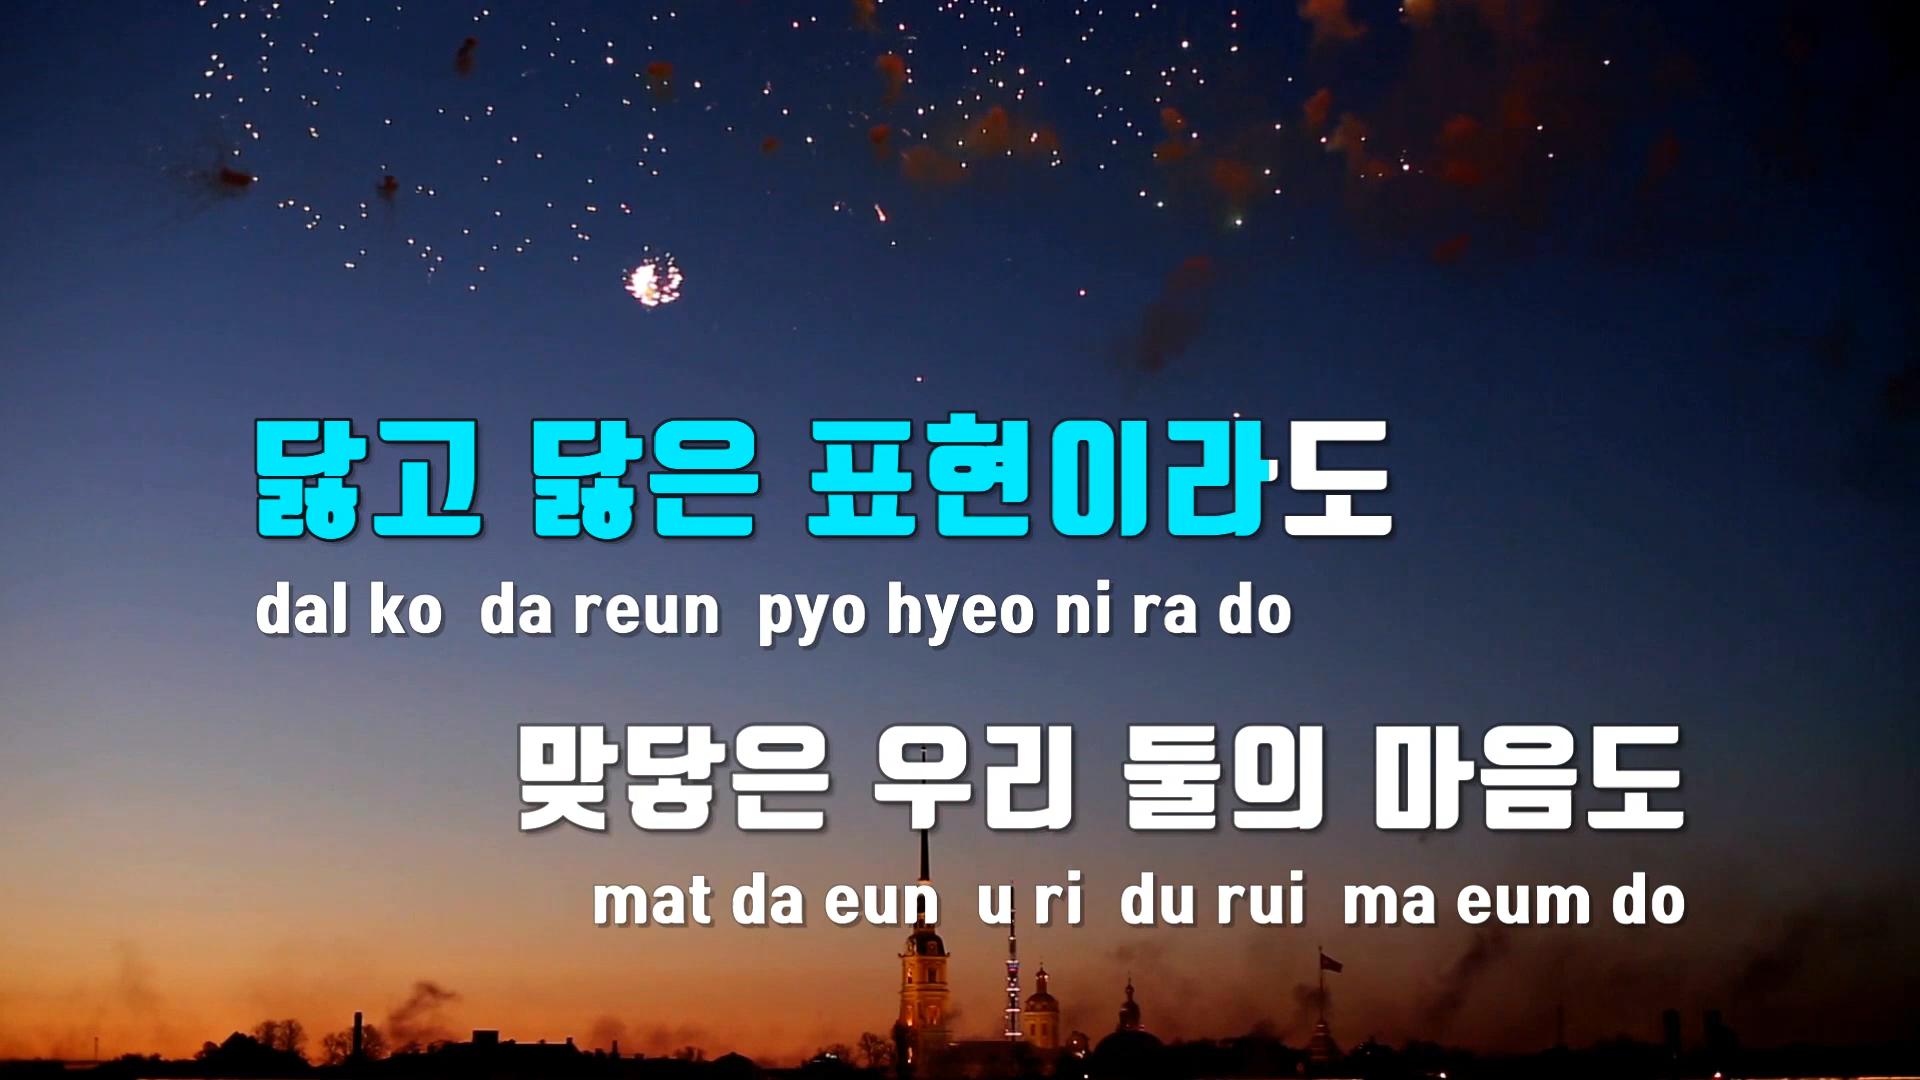 닳고 닳은 표현이라도
dal ko da reun pyo hyeo ni ra do
맞닿은 우리 둘의 마음도
mat da eun u ri du rui ma eum do